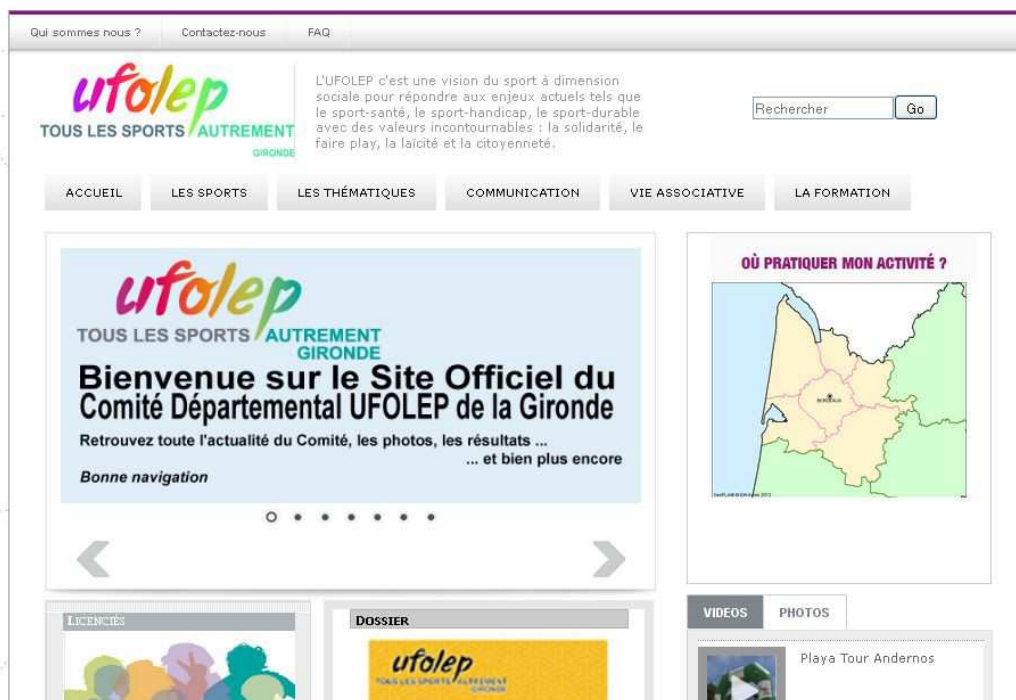 Qui sommes nous ? Contactez-nous FAQ
ufolep
TOUS LES SPORTS AUTREMENT
GIRONDE
L'UFOLEP c'est une vision du sport à dimension
sociale pour répondre aux enjeux actuels tels que
le sport-santé, le sport-handicap, le sport-durable
avec des valeurs incontournables : la solidarité, le
faire play, la laïcité et la citoyenneté.
Rechercher Go
ACCUEIL LES SPORTS LES THÉMATIQUES COMMUNICATION VIE ASSOCIATIVE LA FORMATION
ufolep
TOUS LES SPORTS AUTREMENT
GIRONDE
Bienvenue sur le Site Officiel du
Comité Départemental UFOLEP de la Gironde
Retrouvez toute l'actualité du Comité, les photos, les résultats ...
... et bien plus encore
Bonne navigation
OÙ PRATIQUER MON ACTIVITÉ ?
BORDEAUX
LICENCIÉS
DOSSIER
ufolep
TOUS LES SPORTS AUTREMENT
GIRONDE
VIDEOS PHOTOS
Playa Tour Andernos